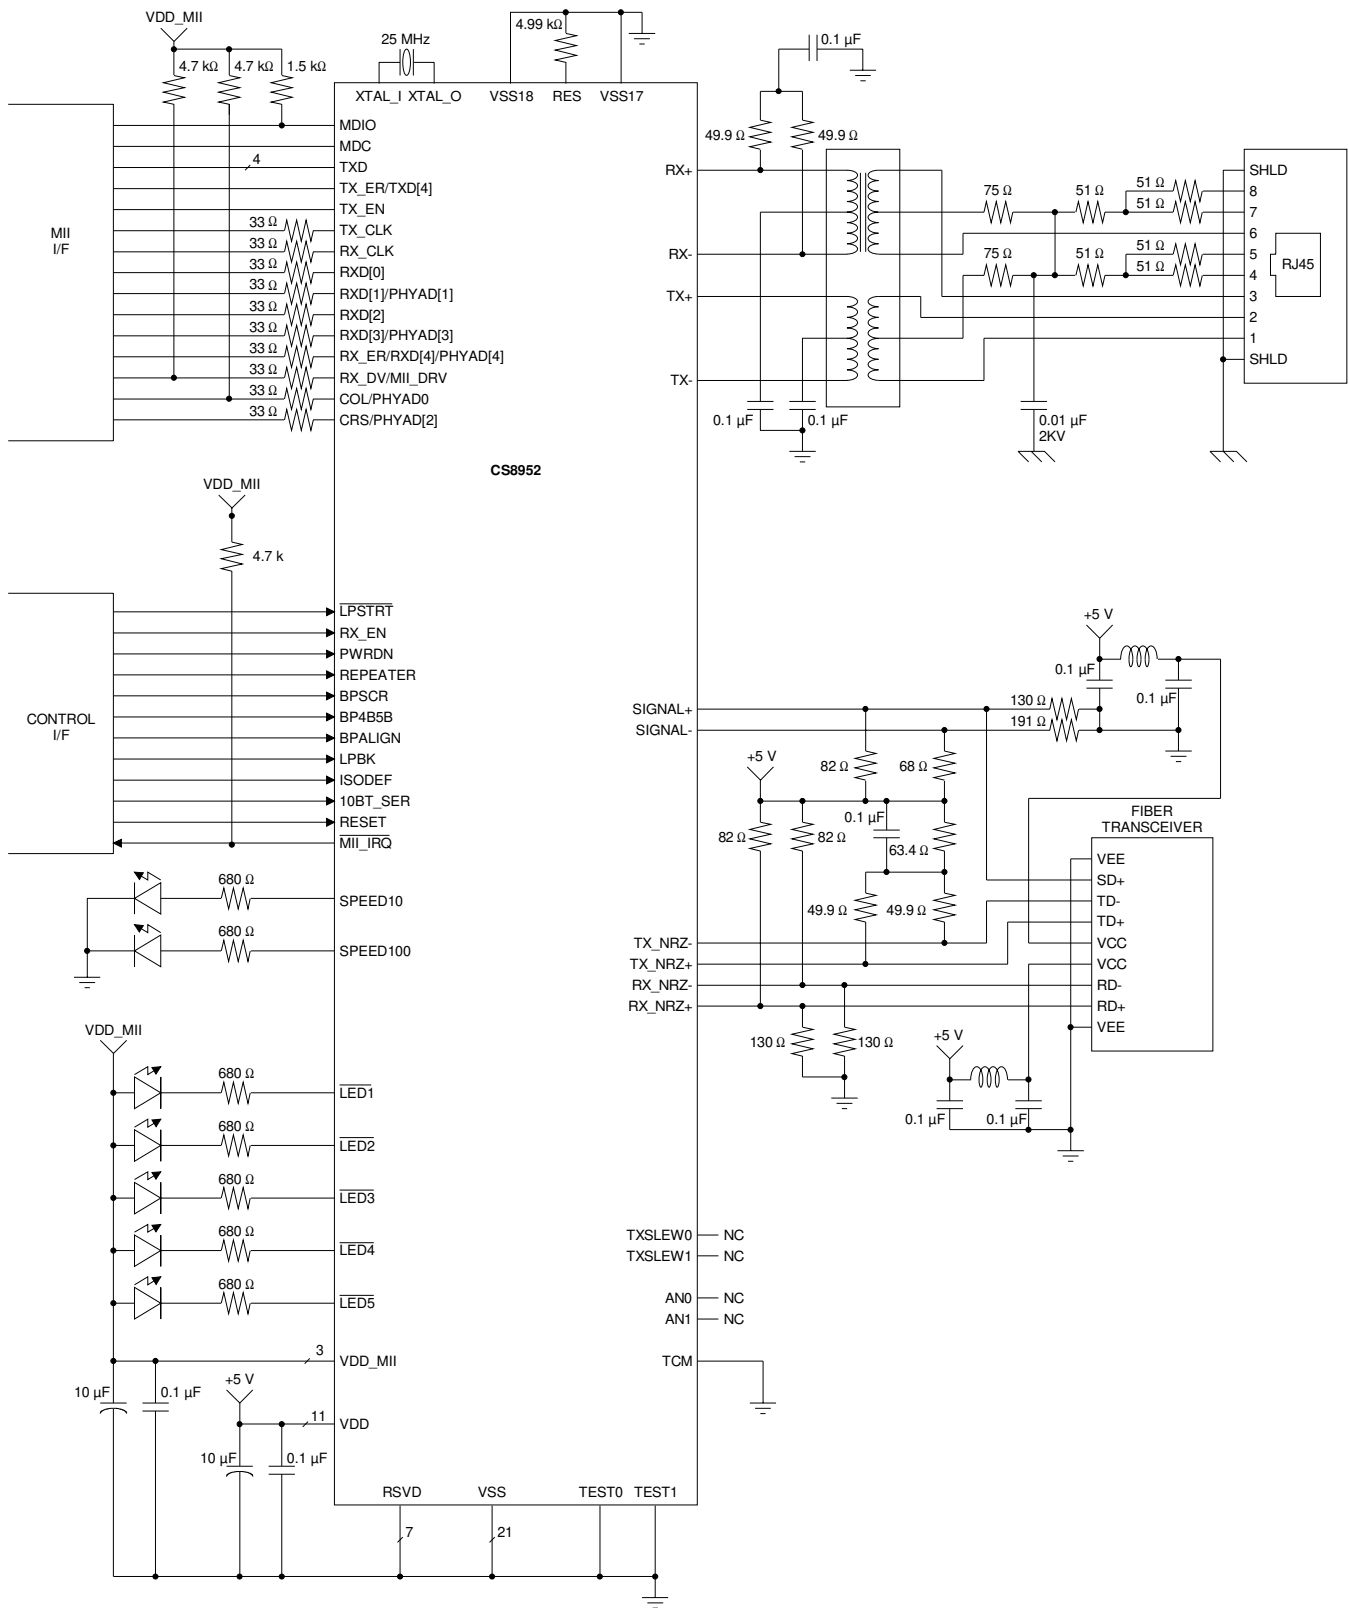 VDD_MII
4.7 kΩ
4.7 kΩ
1.5 kΩ
25 MHz
4.99 kΩ
0.1 µF
XTAL_I XTAL_O
VSS18
RES
VSS17
MII
I/F
MDIO
MDC
4
TXD
TX_ER/TXD[4]
TX_EN
33 Ω
TX_CLK
33 Ω
RX_CLK
33 Ω
RXD[0]
33 Ω
RXD[1]/PHYAD[1]
33 Ω
RXD[2]
33 Ω
RXD[3]/PHYAD[3]
33 Ω
RX_ER/RXD[4]/PHYAD[4]
33 Ω
RX_DV/MII_DRV
33 Ω
COL/PHYAD0
33 Ω
CRS/PHYAD[2]
49.9 Ω
49.9 Ω
RX+
RX-
TX+
TX-
0.1 µF
0.1 µF
75 Ω
51 Ω
51 Ω
51 Ω
75 Ω
51 Ω
51 Ω
51 Ω
0.01 µF
2KV
SHLD
8
7
6
5
4
3
2
1
SHLD
RJ45
CS8952
VDD_MII
4.7 k
CONTROL
I/F
LPSTRT
RX_EN
PWRDN
REPEATER
BPSCR
BP4B5B
BPALIGN
LPBK
ISODEF
10BT_SER
RESET
MII_IRQ
680 Ω
SPEED10
680 Ω
SPEED100
+5 V
0.1 µF
0.1 µF
SIGNAL+
130 Ω
SIGNAL-
191 Ω
+5 V
82 Ω
68 Ω
0.1 µF
82 Ω
82 Ω
63.4 Ω
49.9 Ω
49.9 Ω
TX_NRZ-
TX_NRZ+
RX_NRZ-
RX_NRZ+
130 Ω
130 Ω
FIBER
TRANSCEIVER
VEE
SD+
TD-
TD+
VCC
VCC
RD-
RD+
VEE
+5 V
0.1 µF
0.1 µF
VDD_MII
680 Ω
LED1
680 Ω
LED2
680 Ω
LED3
680 Ω
LED4
680 Ω
LED5
TXSLEW0
NC
TXSLEW1
NC
AN0
NC
AN1
NC
TCM
3
VDD_MII
10 µF
0.1 µF
+5 V
11
VDD
10 µF
0.1 µF
RSVD
VSS
TEST0
TEST1
7
21